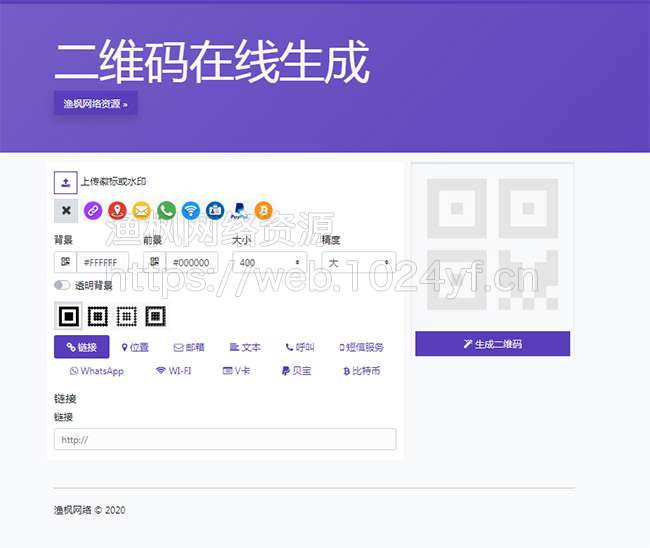 二维码在线生成
渔枫网络资源 »
上传徽标或水印
PayPal
渔枫网络资源
背景 前景 大小 精度
#FFFFFF #000000 400 大
https://web.1024yf.cn
透明背景
链接 位置 邮箱 文本 呼叫 短信服务
WhatsApp WI-FI V卡 贝宝 比特币
生成二维码
链接
链接
http://
渔枫网络 © 2020